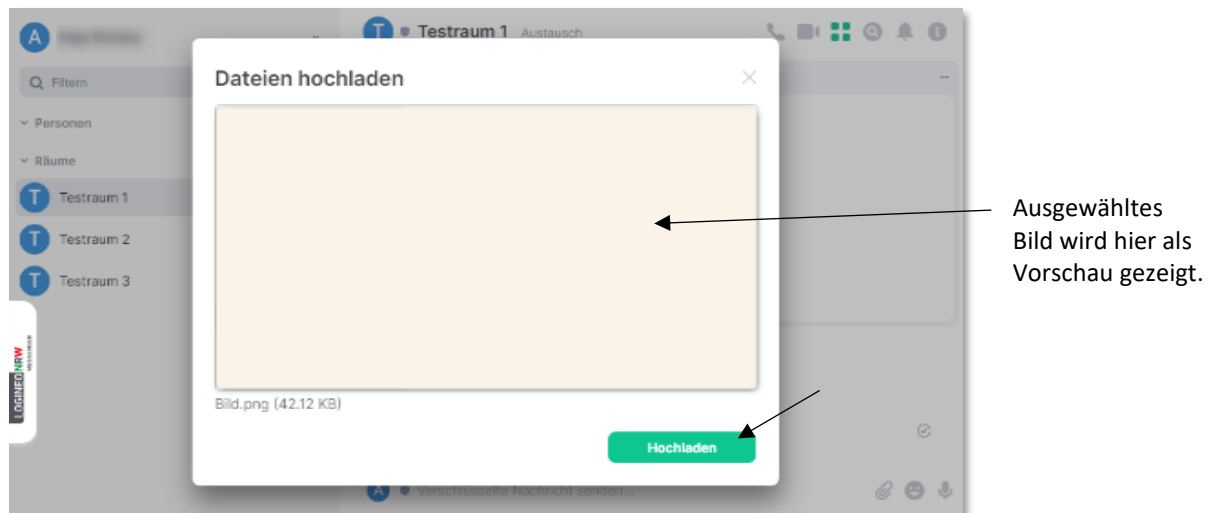 A
Filtern
Personen
Räume
T Testraum 1
T Testraum 2
T Testraum 3
LOGINEO NRW
MESSENGER
T Testraum 1 Austausch
Dateien hochladen
Bild.png (42.12 KB)
Hochladen
A Verschlüsselte Nachricht senden...
Ausgewähltes
Bild wird hier als
Vorschau gezeigt.